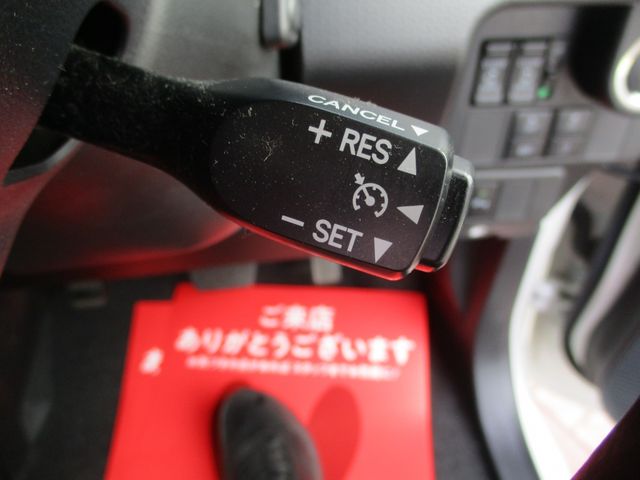 CANCEL▼
+ RES ▲
◀
− SET ▼
ご来店
ありがとうございます